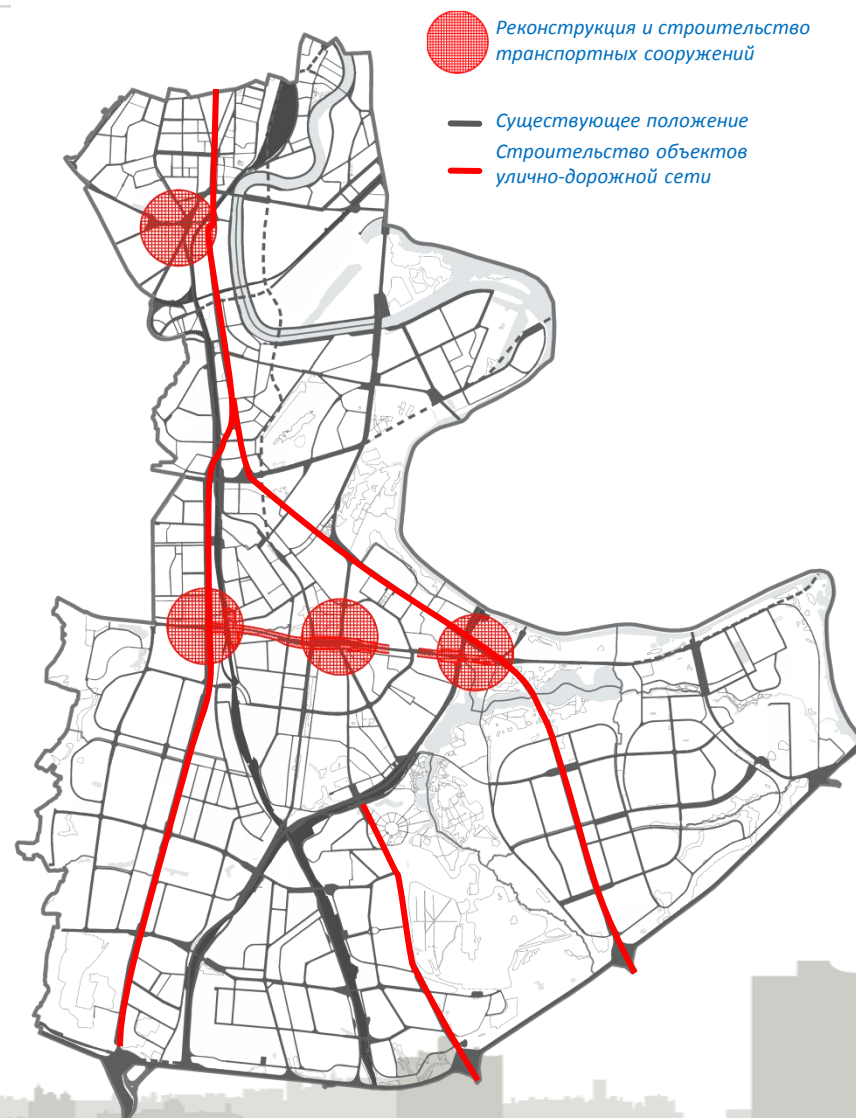 Реконструкция и строительство
транспортных сооружений
Существующее положение
Строительство объектов
улично-дорожной сети